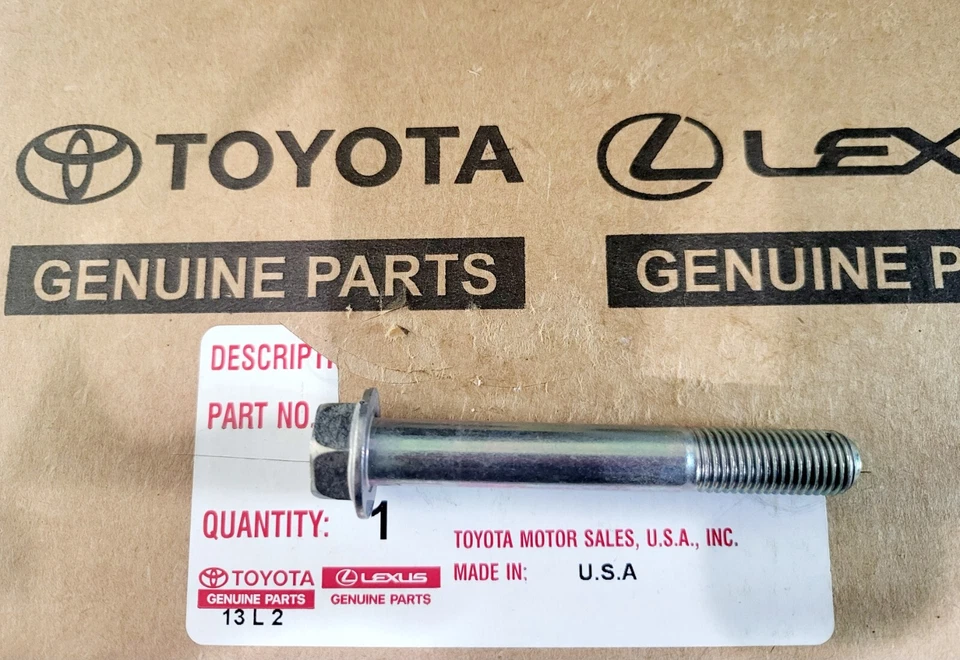 TOYOTA LEX
GENUINE PARTS GENUINE P
DESCRIPTI
PART NO.
QUANTITY: 1
TOYOTA MOTOR SALES, U.S.A., INC.
MADE IN: U.S.A
TOYOTA LEXUS
GENUINE PARTS GENUINE PARTS
13 L 2